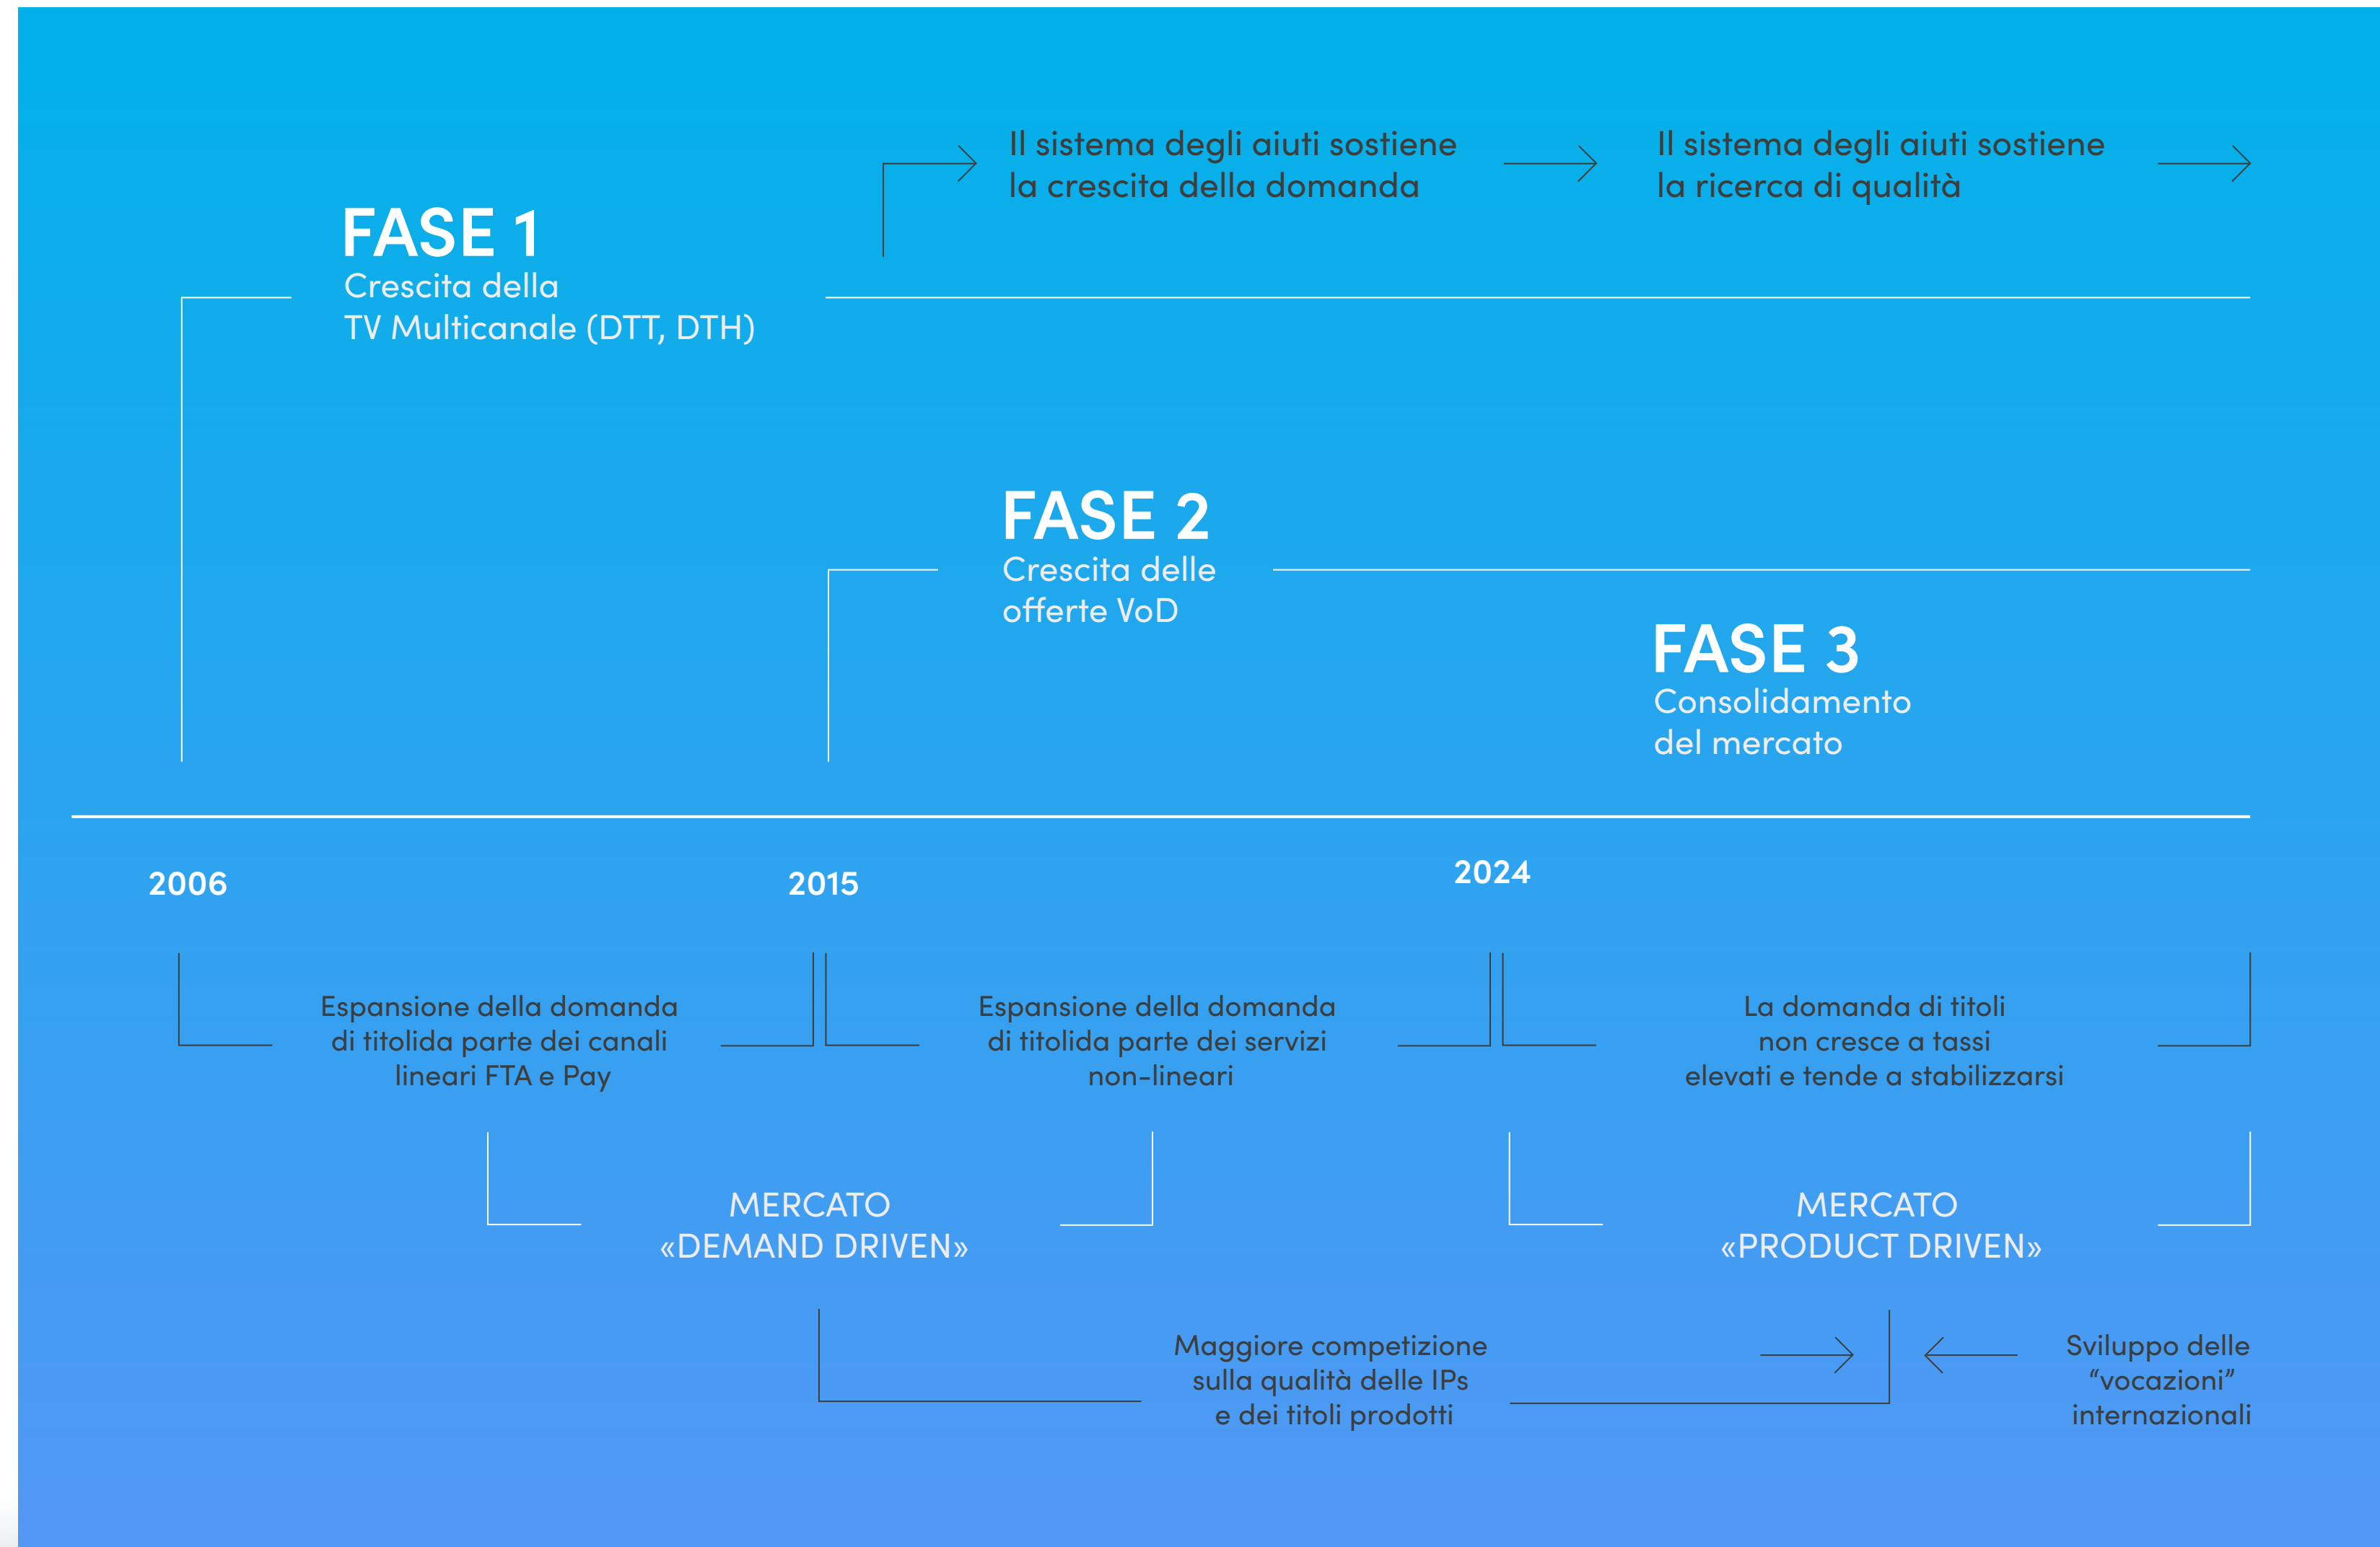 Il sistema degli aiuti sostiene
la crescita della domanda
Il sistema degli aiuti sostiene
la ricerca di qualità
FASE 1
Crescita della
TV Multicanale (DTT, DTH)
FASE 2
Crescita delle
offerte VoD
FASE 3
Consolidamento
del mercato
2006
2015
2024
Espansione della domanda
di titolida parte dei canali
lineari FTA e Pay
Espansione della domanda
di titolida parte dei servizi
non-lineari
La domanda di titoli
non cresce a tassi
elevati e tende a stabilizzarsi
MERCATO
«DEMAND DRIVEN»
MERCATO
«PRODUCT DRIVEN»
Maggiore competizione
sulla qualità delle IPs
e dei titoli prodotti
Sviluppo delle
“vocazioni”
internazionali